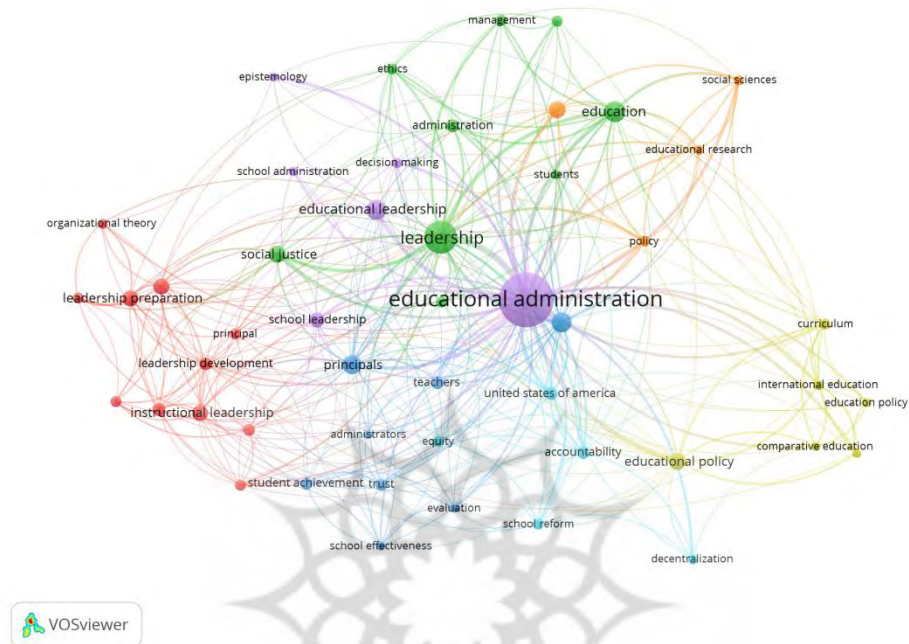 management
social sciences
epistemology
ethics
education
administration
educational research
decision making
school administration
students
educational leadership
organizational theory
leadership
policy
social justice
leadership preparation
educational administration
school leadership
curriculum
principal
leadership development
principals
teachers
united states of america
international education
education policy
instructional leadership
administrators
equity
accountability
comparative education
educational policy
student achievement
trust
evaluation
school reform
school effectiveness
decentralization
VOSviewer